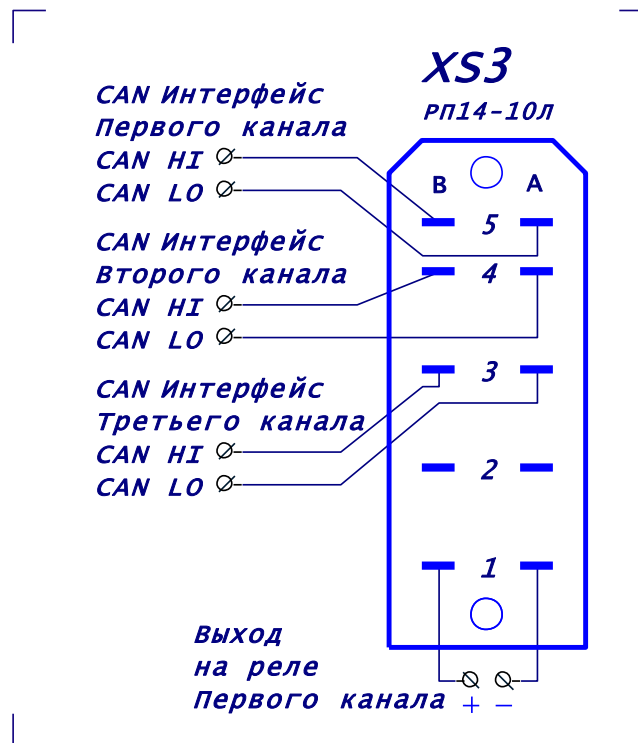 XS3
РП14-10Л
CAN Интерфейс
Первого канала
CAN HI
CAN LO
CAN Интерфейс
Второго канала
CAN HI
CAN LO
CAN Интерфейс
Третьего канала
CAN HI
CAN LO
B A
5
4
3
2
1
Выход
на реле
Первого канала + −